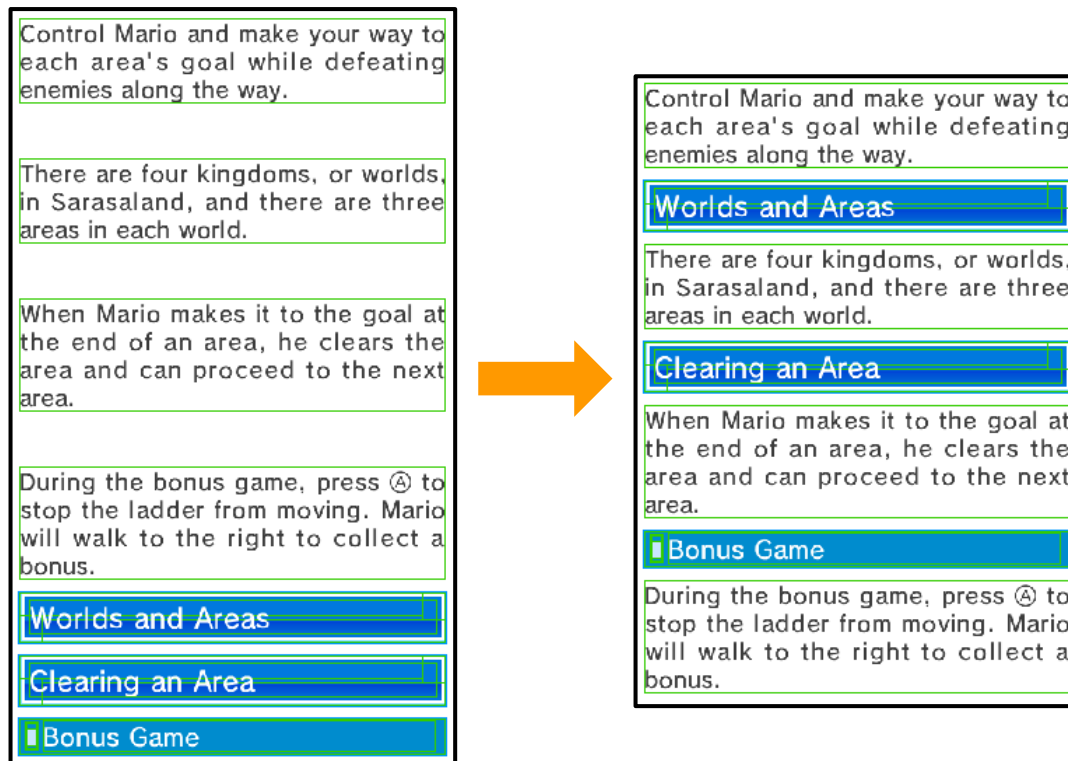 Control Mario and make your way to
each area's goal while defeating
enemies along the way.
There are four kingdoms, or worlds,
in Sarasaland, and there are three
areas in each world.
When Mario makes it to the goal at
the end of an area, he clears the
area and can proceed to the next
area.
During the bonus game, press Ⓐ to
stop the ladder from moving. Mario
will walk to the right to collect a
bonus.
Worlds and Areas
Clearing an Area
Bonus Game
Control Mario and make your way to
each area's goal while defeating
enemies along the way.
Worlds and Areas
There are four kingdoms, or worlds,
in Sarasaland, and there are three
areas in each world.
Clearing an Area
When Mario makes it to the goal at
the end of an area, he clears the
area and can proceed to the next
area.
Bonus Game
During the bonus game, press Ⓐ to
stop the ladder from moving. Mario
will walk to the right to collect a
bonus.